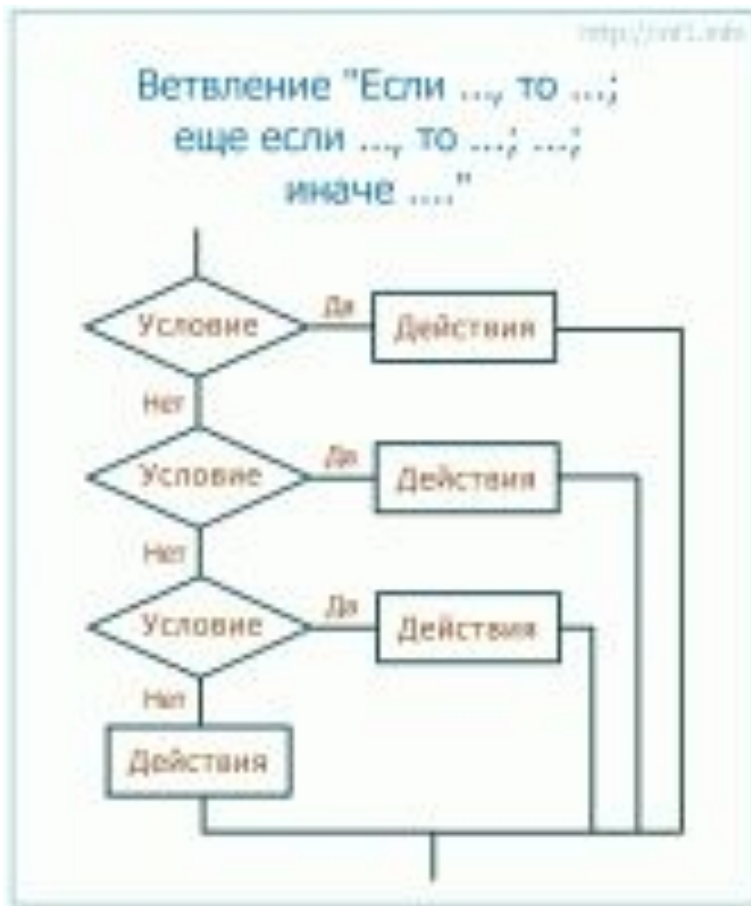 Ветвление "Если ..., то ...;
еще если ..., то ...; ...;
иначе ...."
Условие
Да
Действия
Нет
Условие
Да
Действия
Нет
Условие
Да
Действия
Нет
Действия